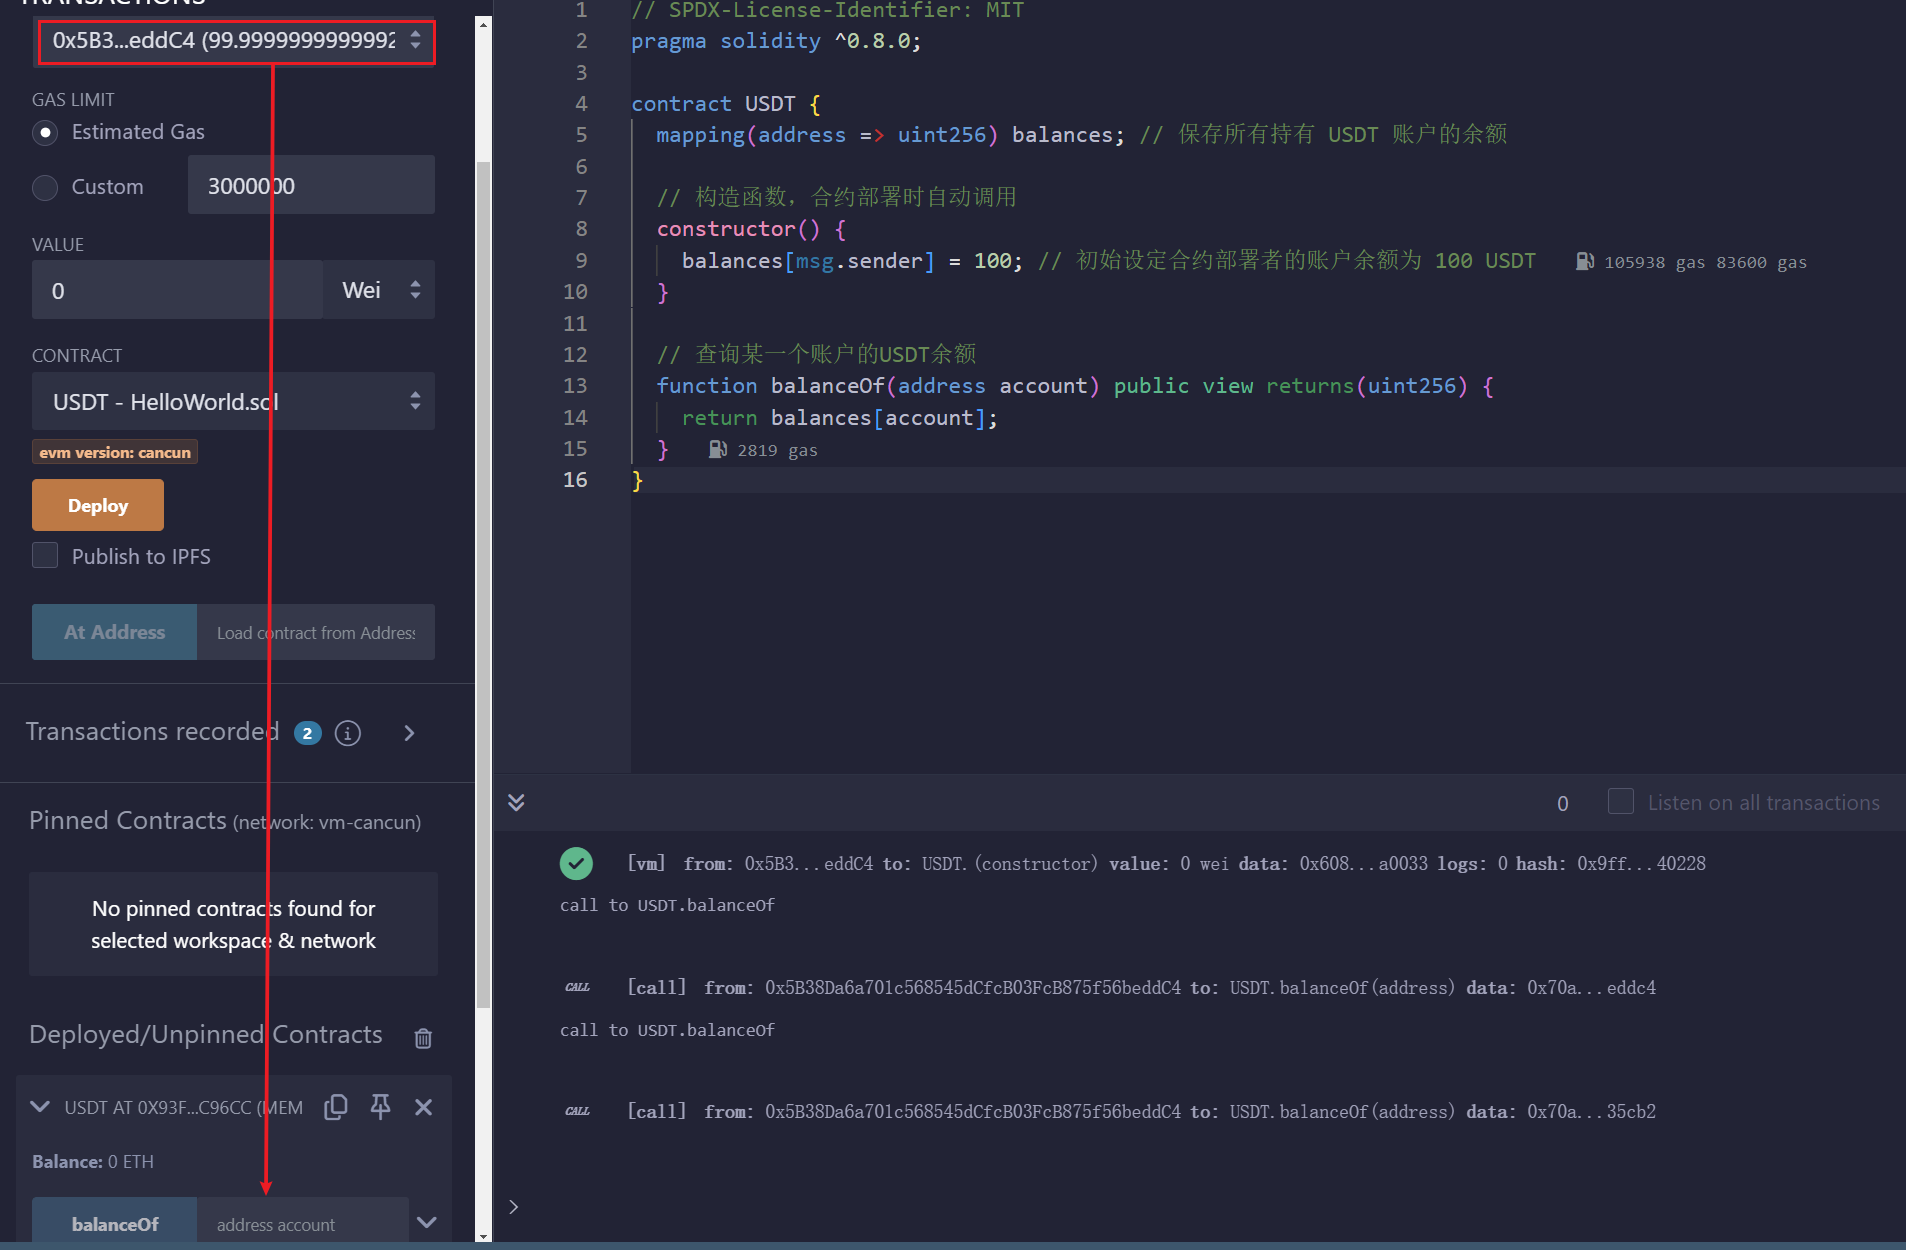 TRANSACTIONS
0x5B3...eddC4 (99.9999999999992
GAS LIMIT
Estimated Gas
Custom
3000000
VALUE
0
Wei
CONTRACT
USDT - HelloWorld.sol
evm version: cancun
Deploy
Publish to IPFS
At Address
Load contract from Address
Transactions recorded 2 i
Pinned Contracts (network: vm-cancun)
No pinned contracts found for
selected workspace & network
Deployed/Unpinned Contracts
USDT AT 0X93F...C96CC (MEM
Balance: 0 ETH
balanceOf
address account
1 // SPDX-License-Identifier: MIT
2 pragma solidity ^0.8.0;
3
4 contract USDT {
5 mapping(address => uint256) balances; // 保存所有持有 USDT 账户的余额
6
7 // 构造函数，合约部署时自动调用
8 constructor() {
9 balances[msg.sender] = 100; // 初始设定合约部署者的账户余额为 100 USDT 105938 gas 83600 gas
10 }
11
12 // 查询某一个账户的USDT余额
13 function balanceOf(address account) public view returns(uint256) {
14 return balances[account];
15 } 2819 gas
16 }
0
Listen on all transactions
[vm] from: 0x5B3...eddC4 to: USDT.(constructor) value: 0 wei data: 0x608...a0033 logs: 0 hash: 0x9ff...40228
call to USDT.balanceOf
CALL [call] from: 0x5B38Da6a701c568545dCfcB03FcB875f56beddC4 to: USDT.balanceOf(address) data: 0x70a...eddc4
call to USDT.balanceOf
CALL [call] from: 0x5B38Da6a701c568545dCfcB03FcB875f56beddC4 to: USDT.balanceOf(address) data: 0x70a...35cb2
>